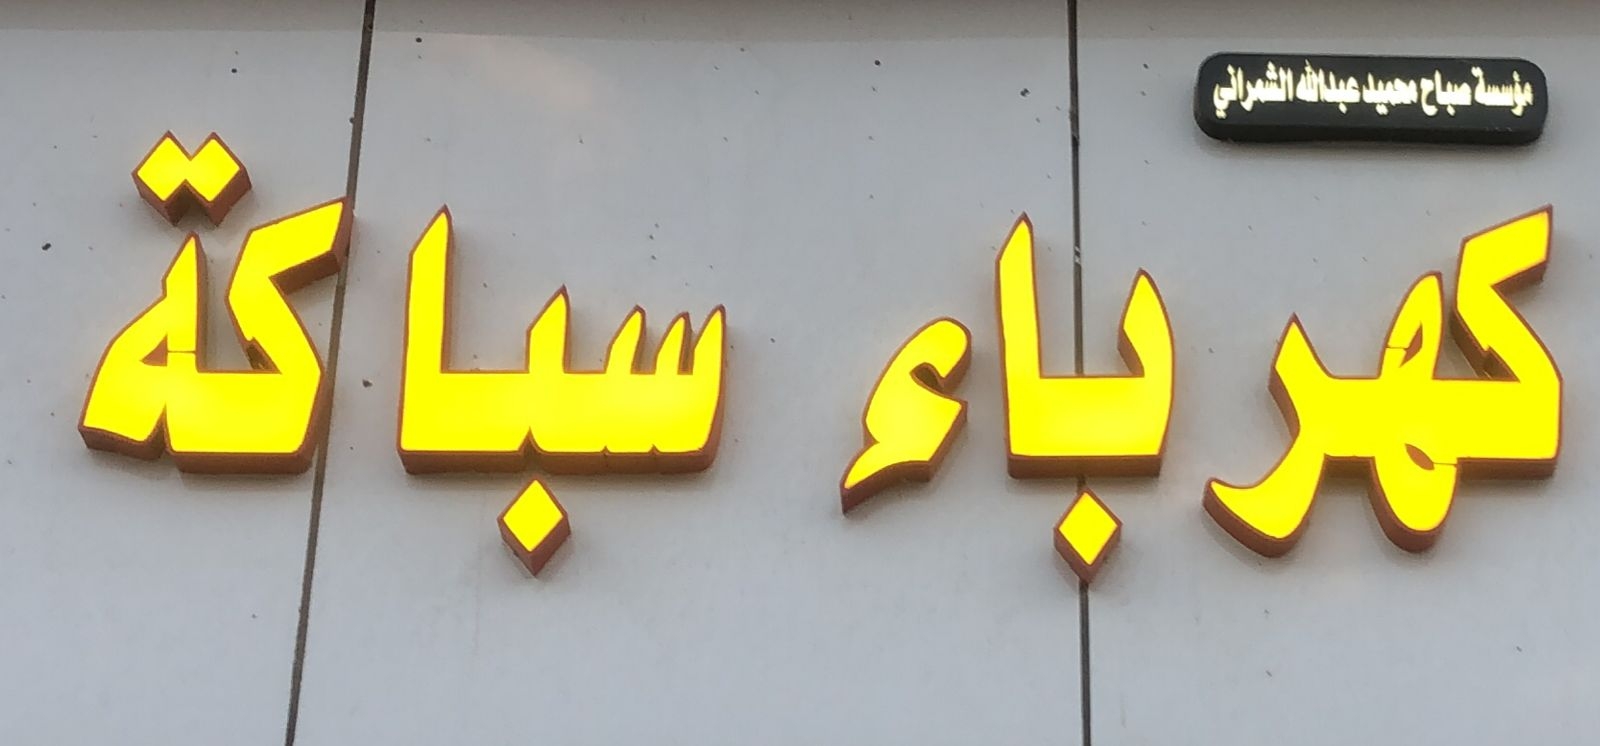 مؤسسة صباح محميد عبدالله الشمراني
كهرباء سباكة